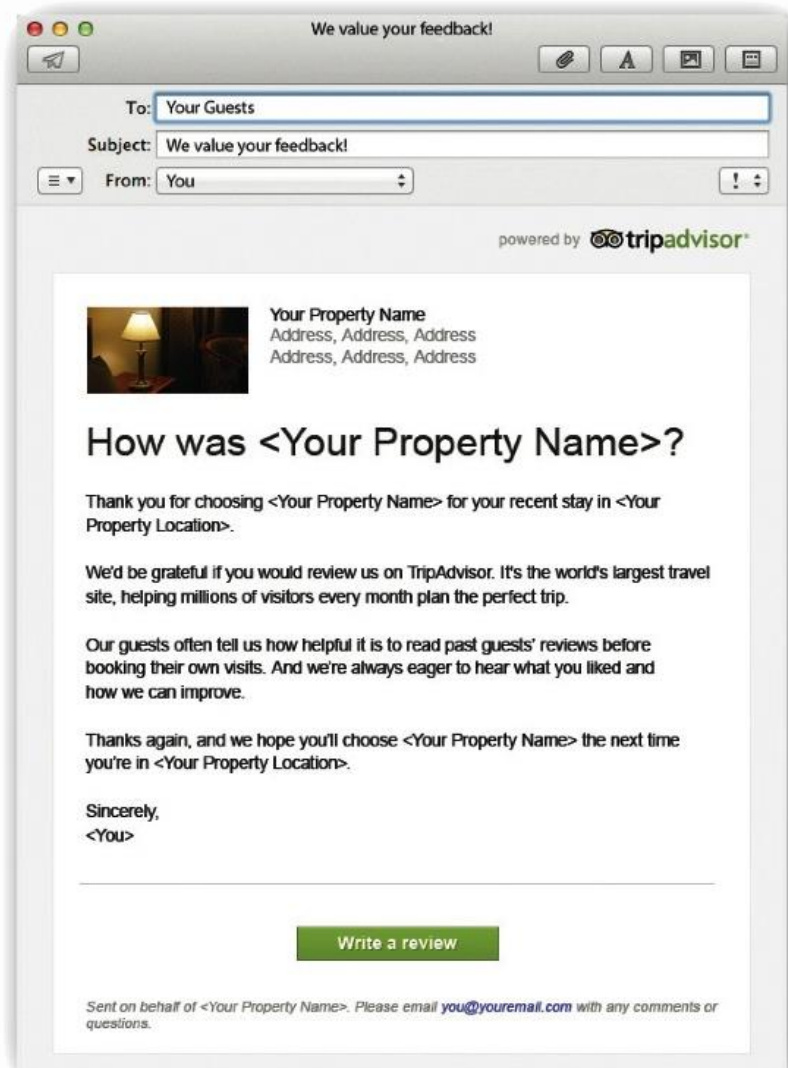 We value your feedback!
To: Your Guests
Subject: We value your feedback!
From: You
powered by tripadvisor®
Your Property Name
Address, Address, Address
Address, Address, Address
How was <Your Property Name>?
Thank you for choosing <Your Property Name> for your recent stay in <Your
Property Location>.
We'd be grateful if you would review us on TripAdvisor. It's the world's largest travel
site, helping millions of visitors every month plan the perfect trip.
Our guests often tell us how helpful it is to read past guests' reviews before
booking their own visits. And we're always eager to hear what you liked and
how we can improve.
Thanks again, and we hope you'll choose <Your Property Name> the next time
you're in <Your Property Location>.
Sincerely,
<You>
Write a review
Sent on behalf of <Your Property Name>. Please email you@youremail.com with any comments or
questions.